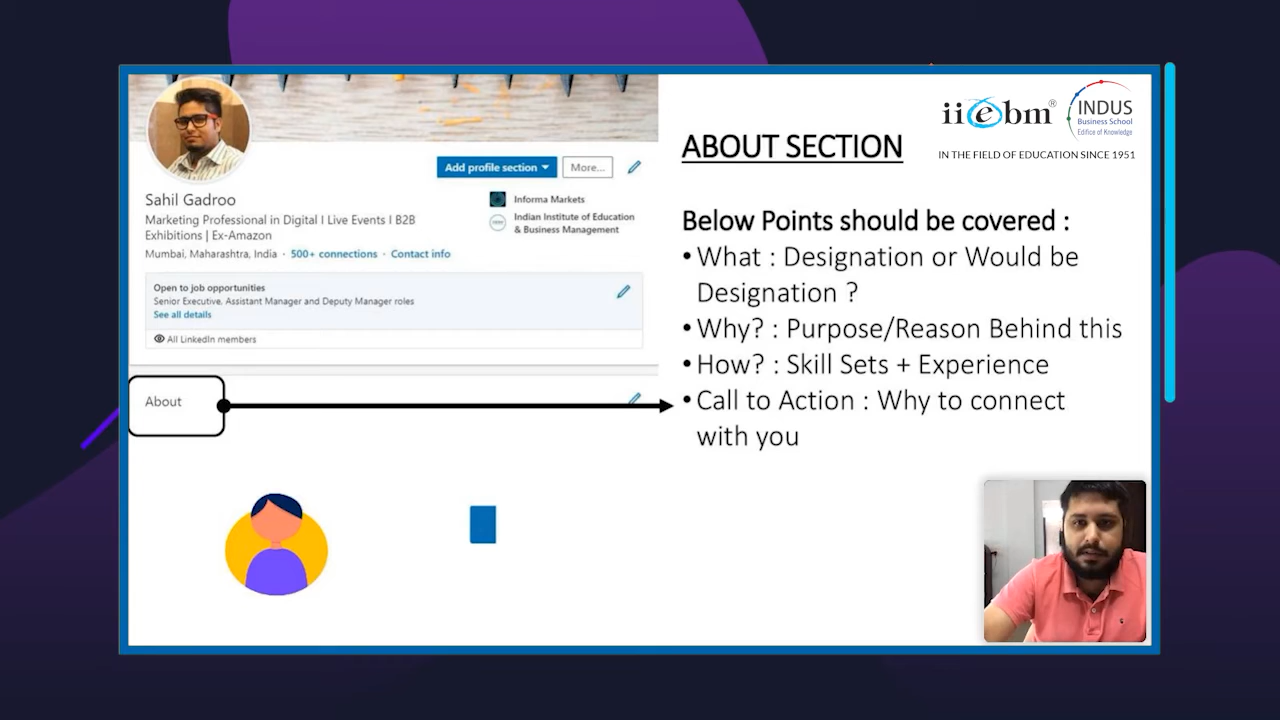 Add profile section
More...
Sahil Gadroo
Marketing Professional in Digital I Live Events I B2B
Exhibitions | Ex-Amazon
Mumbai, Maharashtra, India · 500+ connections · Contact info
Informa Markets
Indian Institute of Education
& Business Management
Open to job opportunities
Senior Executive, Assistant Manager and Deputy Manager roles
See all details
All LinkedIn members
About
iiebm®
INDUS
Business School
Edifice of Knowledge
IN THE FIELD OF EDUCATION SINCE 1951
ABOUT SECTION
Below Points should be covered :
• What : Designation or Would be
Designation ?
• Why? : Purpose/Reason Behind this
• How? : Skill Sets + Experience
• Call to Action : Why to connect
with you